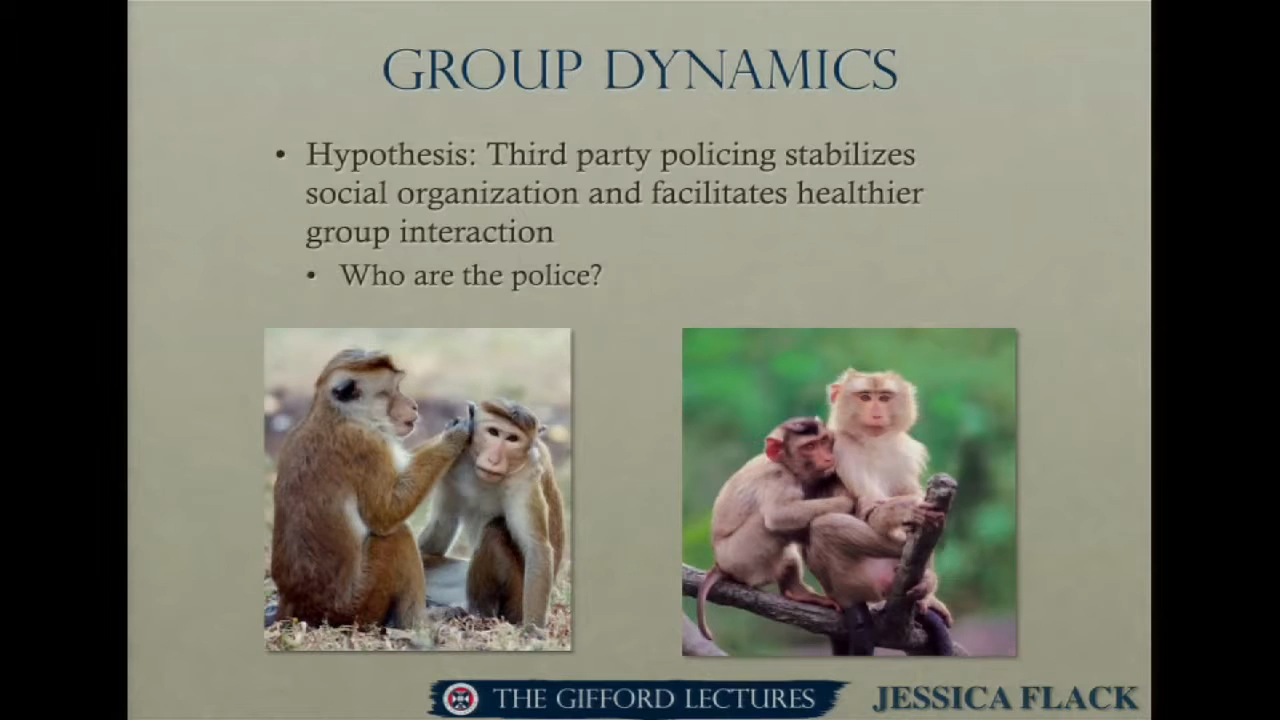 GROUP DYNAMICS
• Hypothesis: Third party policing stabilizes
social organization and facilitates healthier
group interaction
• Who are the police?
THE GIFFORD LECTURES
JESSICA FLACK